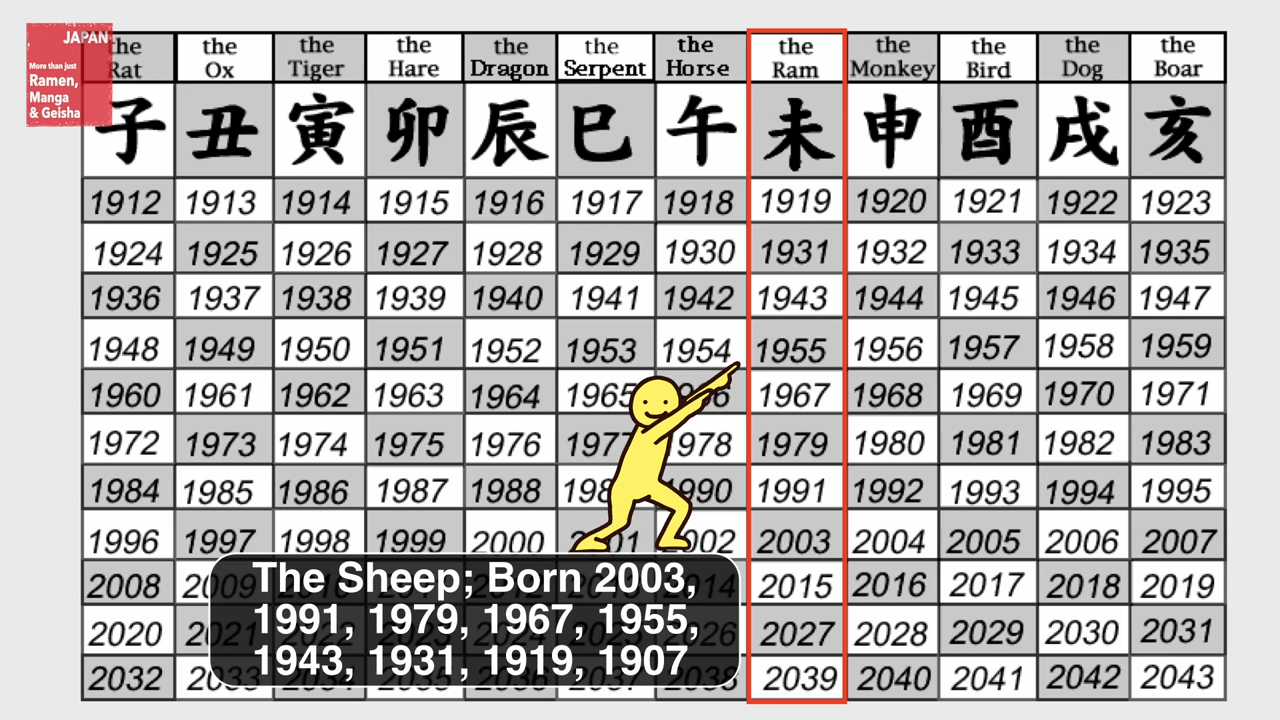 JAPAN
More than just
Ramen,
Manga
& Geisha
the Rat the Ox the Tiger the Hare the Dragon the Serpent the Horse the Ram the Monkey the Bird the Dog the Boar
子 丑 寅 卯 辰 巳 午 未 申 酉 戌 亥
1912 1913 1914 1915 1916 1917 1918 1919 1920 1921 1922 1923
1924 1925 1926 1927 1928 1929 1930 1931 1932 1933 1934 1935
1936 1937 1938 1939 1940 1941 1942 1943 1944 1945 1946 1947
1948 1949 1950 1951 1952 1953 1954 1955 1956 1957 1958 1959
1960 1961 1962 1963 1964 1965 1967 1968 1969 1970 1971
1972 1973 1974 1975 1976 1977 1978 1979 1980 1981 1982 1983
1984 1985 1986 1987 1988 1990 1991 1992 1993 1994 1995
1996 1997 1998 1999 2000 2002 2003 2004 2005 2006 2007
2008 2009 2015 2016 2017 2018 2019
2020 2021 2027 2028 2029 2030 2031
2032 2033 2038 2039 2040 2041 2042 2043
The Sheep; Born 2003,
1991, 1979, 1967, 1955,
1943, 1931, 1919, 1907